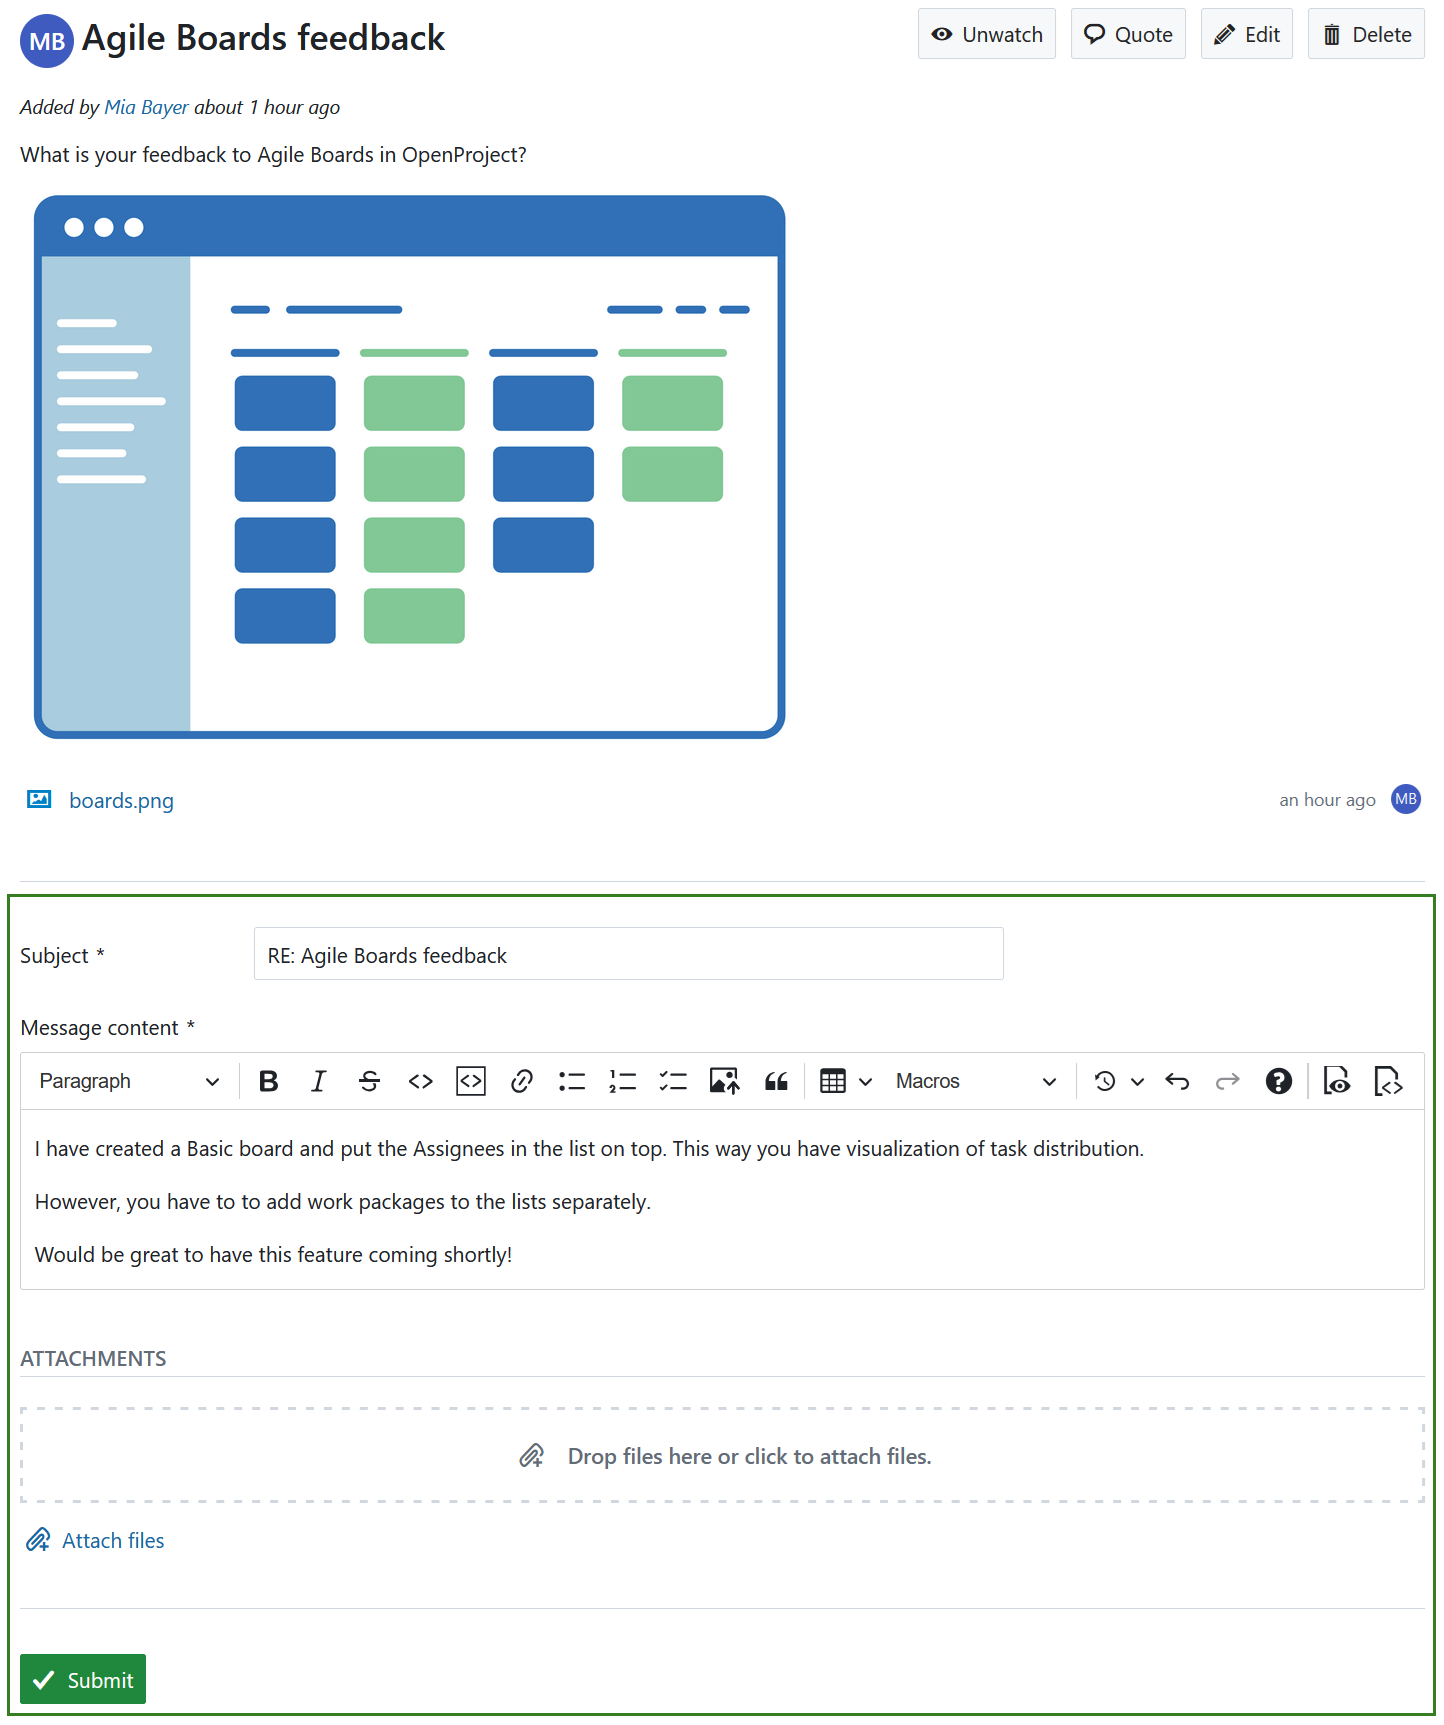 MB Agile Boards feedback Unwatch Quote Edit Delete
Added by Mia Bayer about 1 hour ago
What is your feedback to Agile Boards in OpenProject?
boards.png an hour ago MB
Subject * RE: Agile Boards feedback
Message content *
Paragraph Macros
I have created a Basic board and put the Assignees in the list on top. This way you have visualization of task distribution.
However, you have to to add work packages to the lists separately.
Would be great to have this feature coming shortly!
ATTACHMENTS
Drop files here or click to attach files.
Attach files
Submit